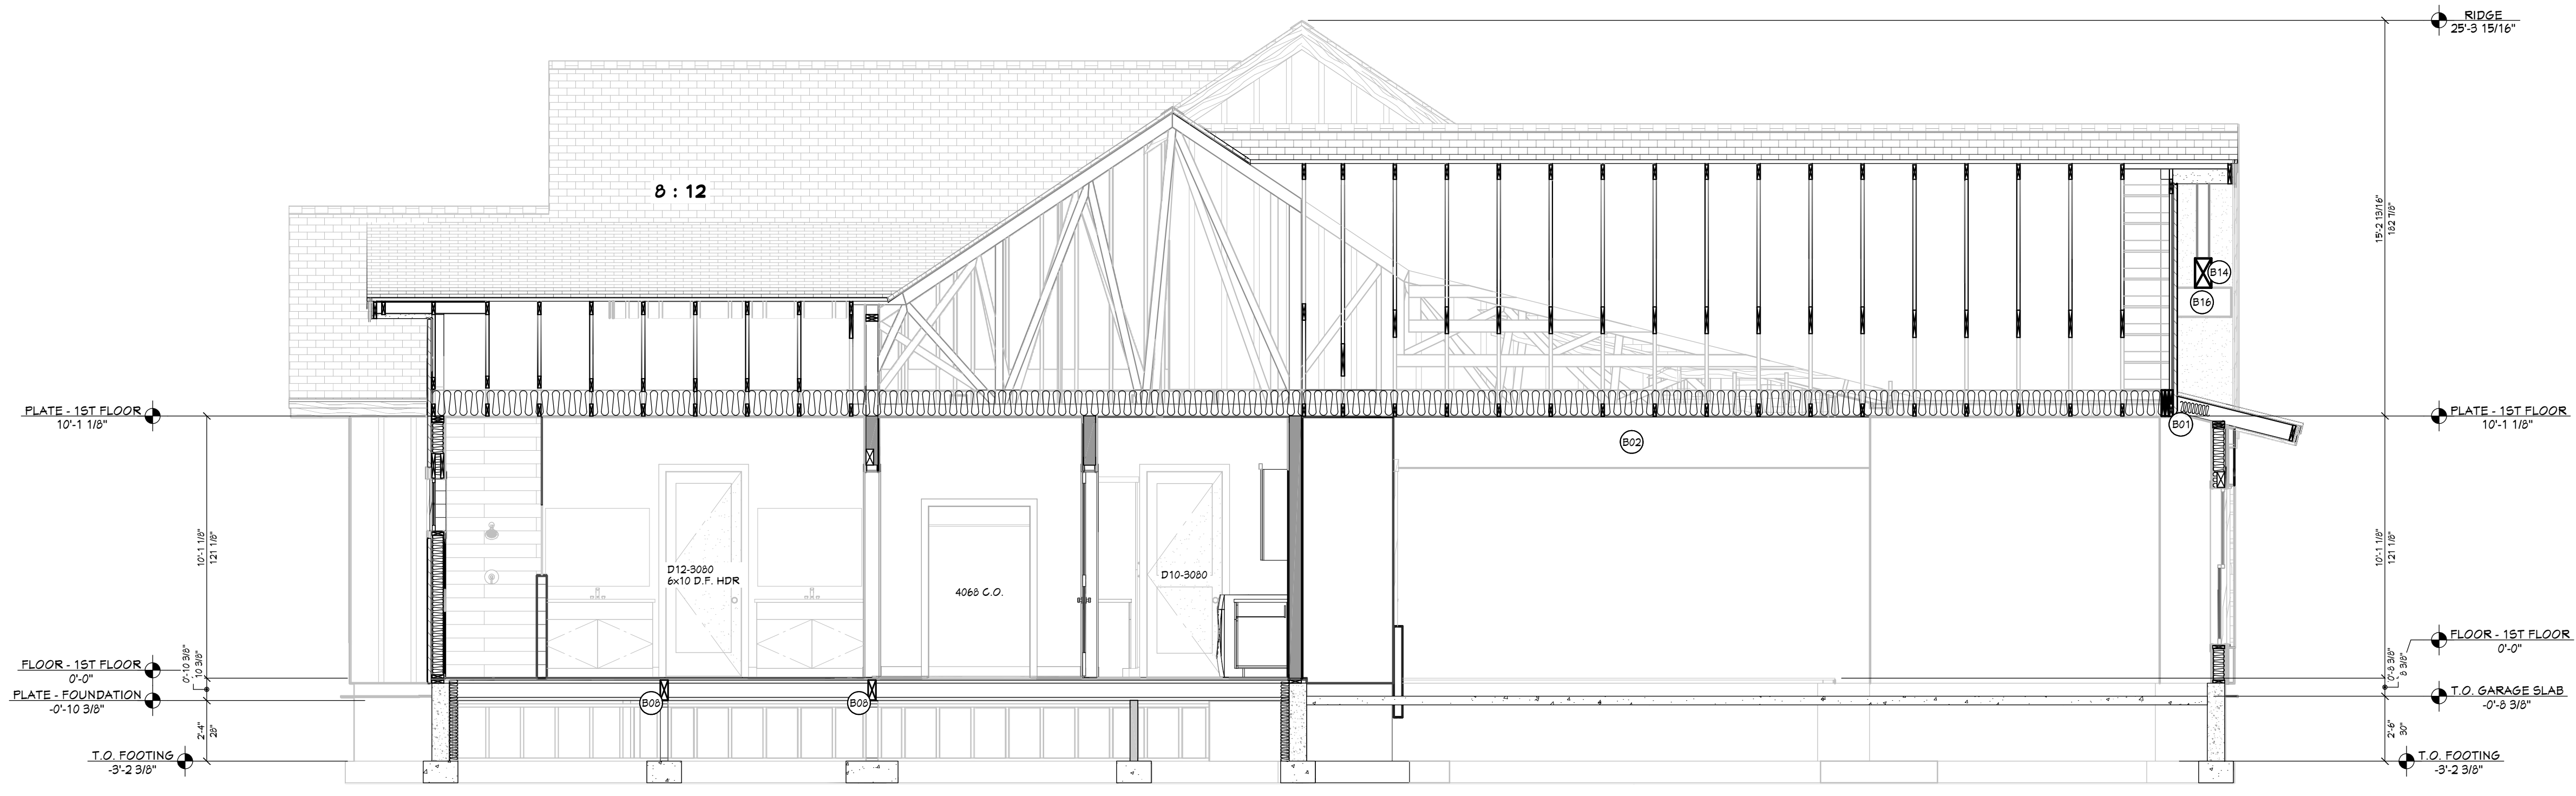 RIDGE
25'-3 15/16"
8 : 12
15'-2 13/16"
182 7/8"
B14
B16
PLATE - 1ST FLOOR
10'-1 1/8"
PLATE - 1ST FLOOR
10'-1 1/8"
B01
B02
10'-1 1/8"
121 1/8"
10'-1 1/8"
121 1/8"
D12-3080
6x10 D.F. HDR
4068 C.O.
D10-3080
FLOOR - 1ST FLOOR
0'-0"
0'-10 3/8"
10 3/8"
PLATE - FOUNDATION
-0'-10 3/8"
FLOOR - 1ST FLOOR
0'-0"
0'-8 3/8"
8 3/8"
T.O. GARAGE SLAB
-0'-8 3/8"
B08
B08
2'-4"
28"
2'-6"
30"
T.O. FOOTING
-3'-2 3/8"
T.O. FOOTING
-3'-2 3/8"